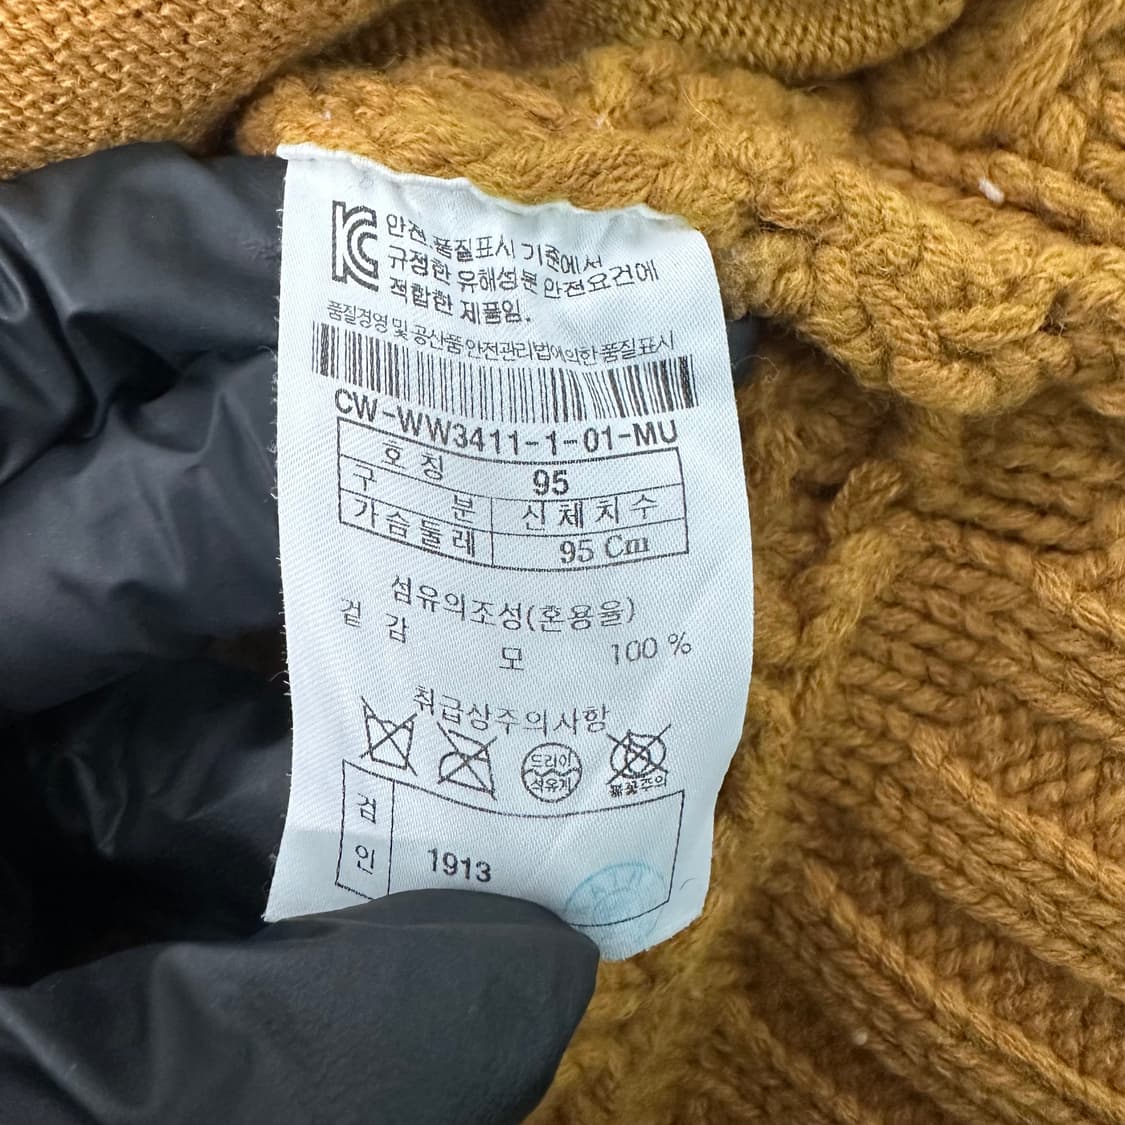 안전.품질표시 기준에서
규정한 유해성분 안전요건에
적합한 제품임.
품질경영 및 공산품안전관리법에의한 품질표시
CW-WW3411-1-01-MU
호 칭 95
구 분 신체치수
가슴둘레 95 Cm
섬유의조성(혼용율)
겉 감
모 100 %
취급상주의사항
드라이
석유계
불꽃주의
검
인
1913